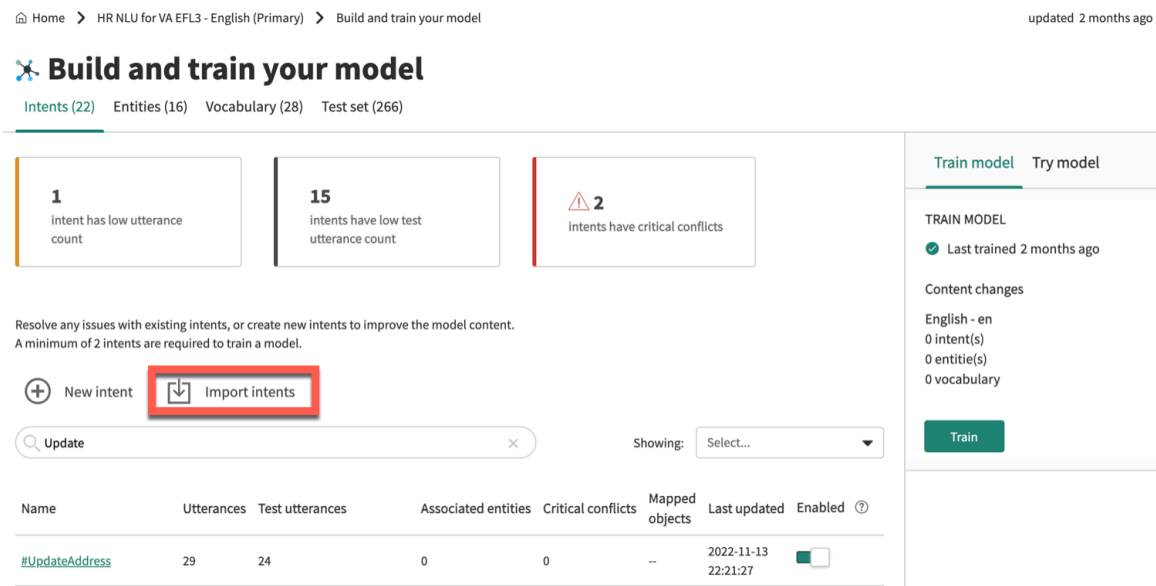 Home > HR NLU for VA EFL3 - English (Primary) > Build and train your model
updated 2 months ago
Build and train your model
Intents (22) Entities (16) Vocabulary (28) Test set (266)
1
intent has low utterance
count
15
intents have low test
utterance count
2
intents have critical conflicts
Resolve any issues with existing intents, or create new intents to improve the model content.
A minimum of 2 intents are required to train a model.
New intent Import intents
Update
Showing: Select...
Name Utterances Test utterances Associated entities Critical conflicts Mapped objects Last updated Enabled
#UpdateAddress 29 24 0 0 -- 2022-11-13 22:21:27
Train model Try model
TRAIN MODEL
Last trained 2 months ago
Content changes
English - en
0 intent(s)
0 entitie(s)
0 vocabulary
Train